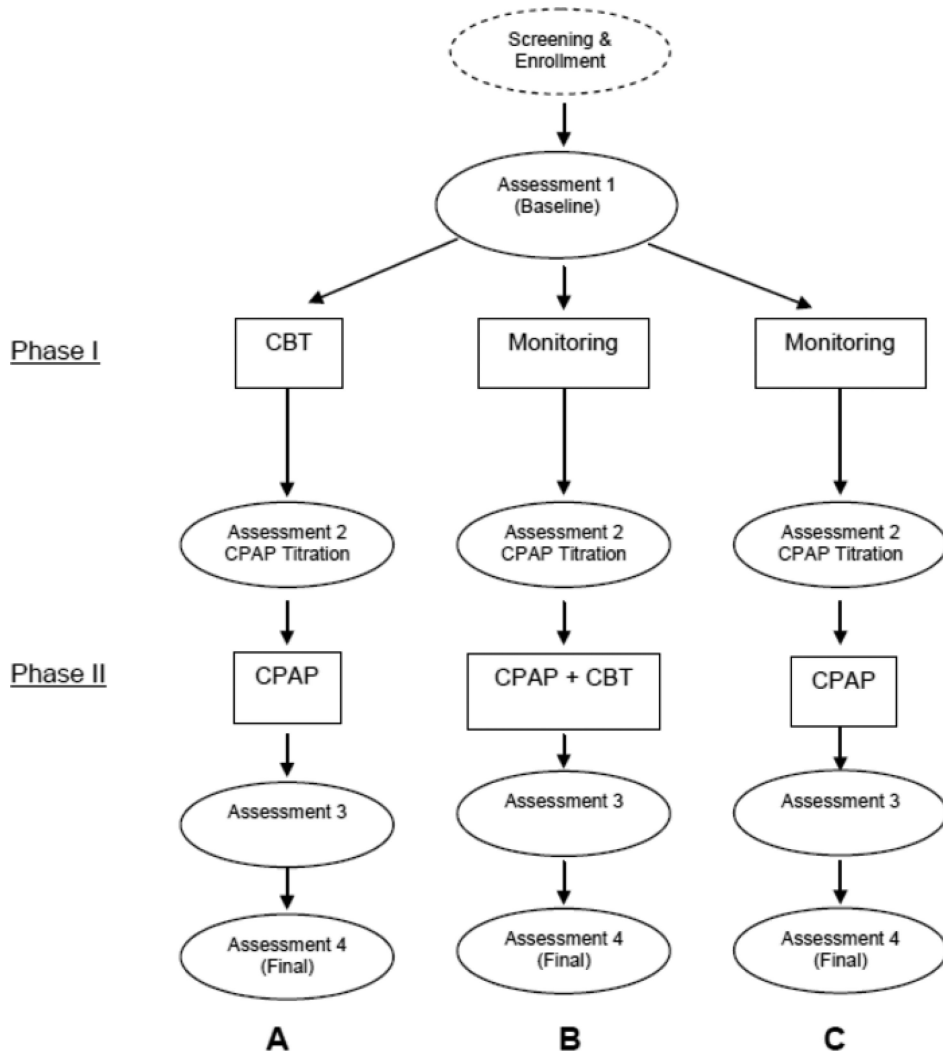 Screening &
Enrollment
Assessment 1
(Baseline)
Phase I
CBT
Monitoring
Monitoring
Assessment 2
CPAP Titration
Assessment 2
CPAP Titration
Assessment 2
CPAP Titration
Phase II
CPAP
CPAP + CBT
CPAP
Assessment 3
Assessment 3
Assessment 3
Assessment 4
(Final)
Assessment 4
(Final)
Assessment 4
(Final)
A
B
C